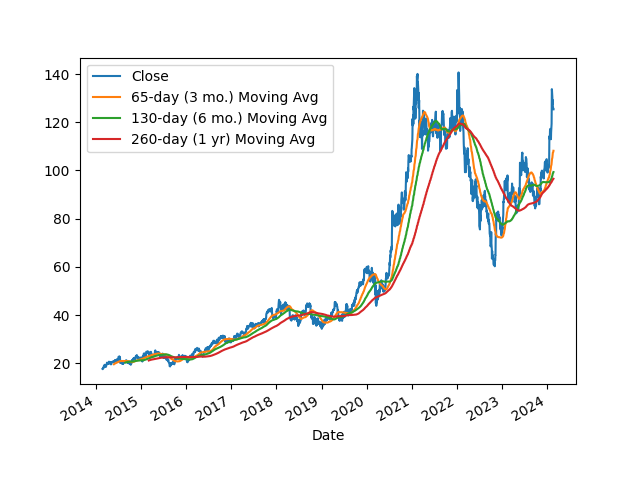 Close
65-day (3 mo.) Moving Avg
130-day (6 mo.) Moving Avg
260-day (1 yr) Moving Avg
140
120
100
80
60
40
20
2014 2015 2016 2017 2018 2019 2020 2021 2022 2023 2024
Date